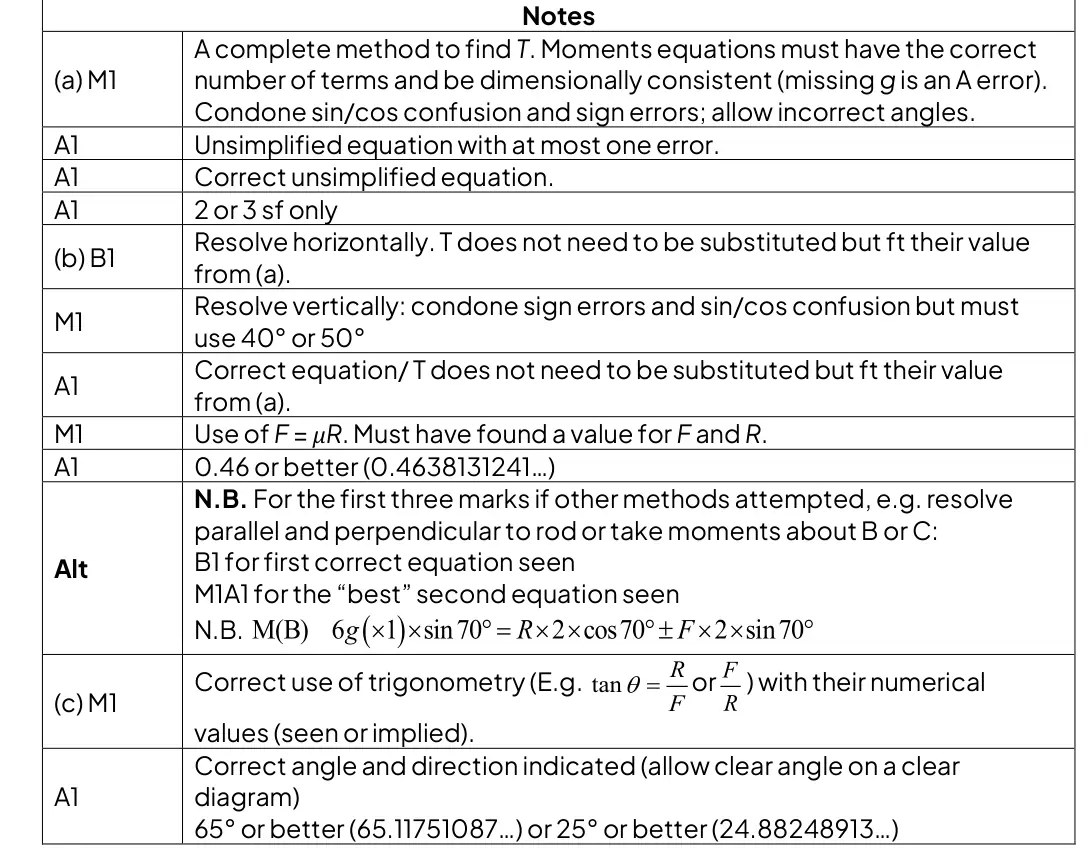 Notes
(a) M1
A complete method to find T. Moments equations must have the correct
number of terms and be dimensionally consistent (missing g is an A error).
Condone sin/cos confusion and sign errors; allow incorrect angles.
A1
Unsimplified equation with at most one error.
A1
Correct unsimplified equation.
A1
2 or 3 sf only
(b) B1
Resolve horizontally. T does not need to be substituted but ft their value
from (a).
M1
Resolve vertically: condone sign errors and sin/cos confusion but must
use 40° or 50°
A1
Correct equation/ T does not need to be substituted but ft their value
from (a).
M1
Use of F = μR. Must have found a value for F and R.
A1
0.46 or better (0.4638131241...)
Alt
N.B. For the first three marks if other methods attempted, e.g. resolve
parallel and perpendicular to rod or take moments about B or C:
B1 for first correct equation seen
M1A1 for the “best” second equation seen
N.B. M(B) 6g(×1)×sin 70° = R×2×cos70° ± F×2×sin 70°
(c) M1
Correct use of trigonometry (E.g. tan θ = R/F or F/R) with their numerical
values (seen or implied).
A1
Correct angle and direction indicated (allow clear angle on a clear
diagram)
65° or better (65.11751087...) or 25° or better (24.88248913...)